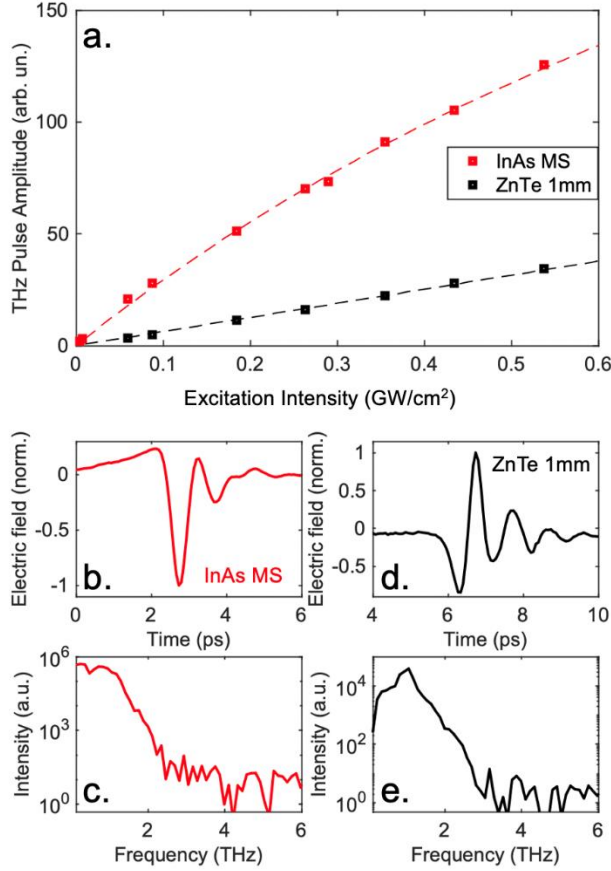 a.
THz Pulse Amplitude (arb. un.)
150
100
50
0
InAs MS
ZnTe 1mm
0 0.1 0.2 0.3 0.4 0.5 0.6
Excitation Intensity (GW/cm²)
b.
Electric field (norm.)
0
-0.5
-1
InAs MS
0 2 4 6
Time (ps)
d.
Electric field (norm.)
1
0.5
0
-0.5
ZnTe 1mm
4 6 8 10
Time (ps)
c.
Intensity (a.u.)
10⁶
10³
10⁰
2 4 6
Frequency (THz)
e.
Intensity (a.u.)
10⁴
10²
10⁰
2 4 6
Frequency (THz)